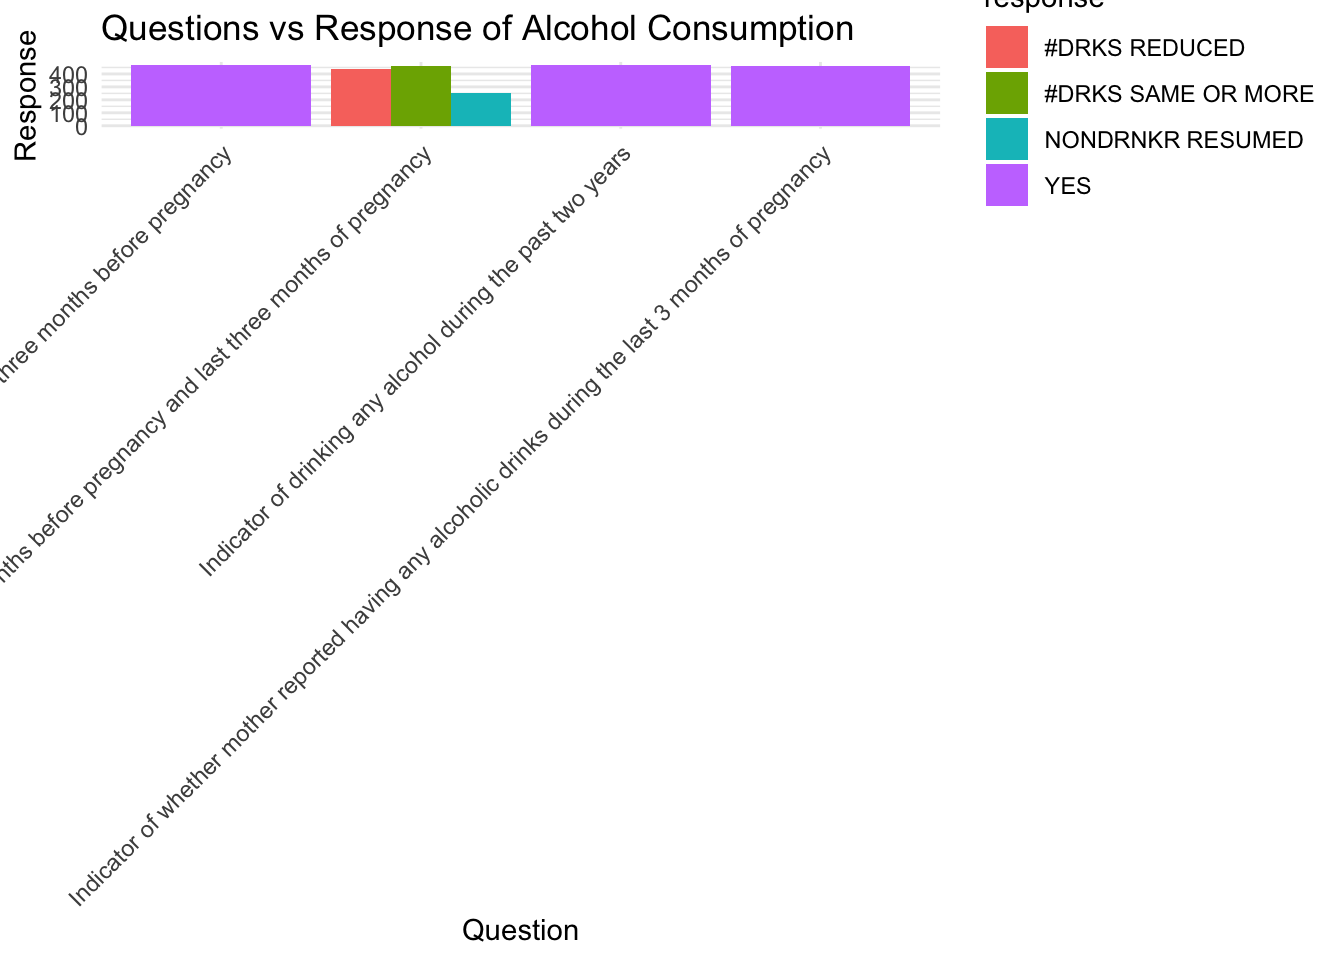 Questions vs Response of Alcohol Consumption
Response
400
300
200
100
0
three months before pregnancy
before pregnancy and last three months of pregnancy
Indicator of drinking any alcohol during the past two years
Indicator of whether mother reported having any alcoholic drinks during the last 3 months of pregnancy
Question
response
#DRKS REDUCED
#DRKS SAME OR MORE
NONDRNKR RESUMED
YES